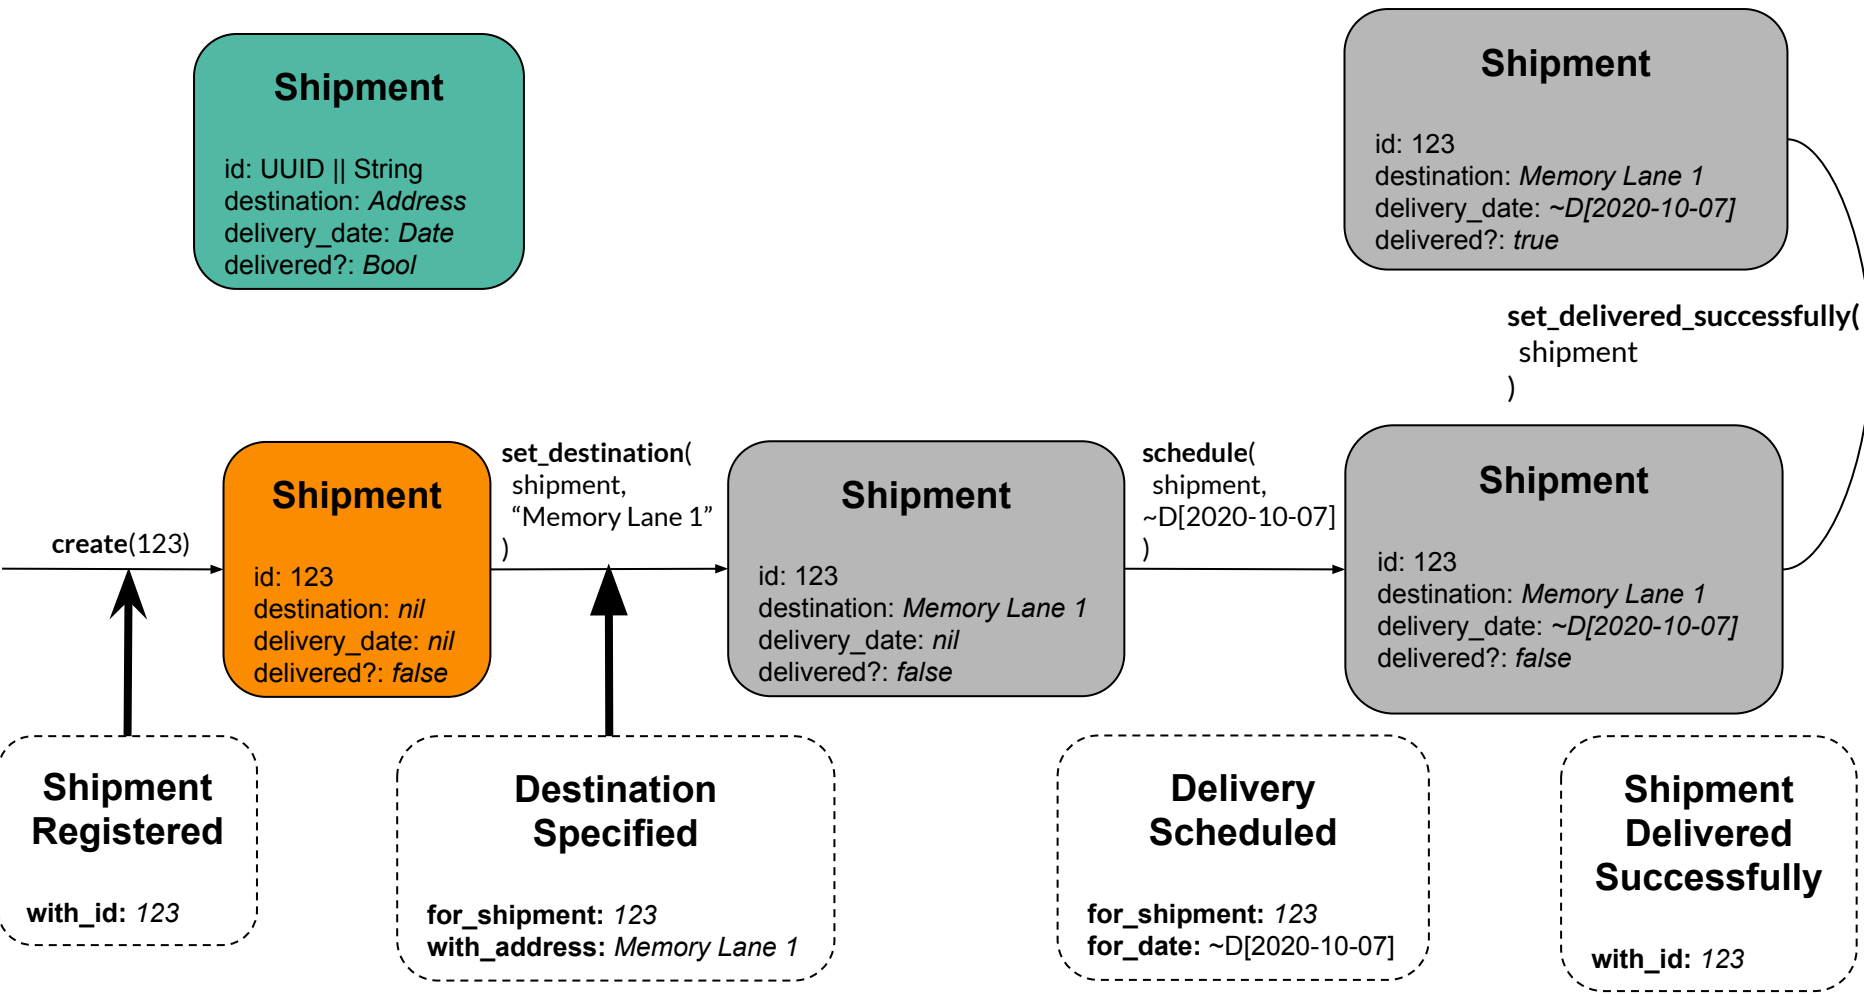 Shipment
id: UUID || String
destination: Address
delivery_date: Date
delivered?: Bool
Shipment
id: 123
destination: Memory Lane 1
delivery_date: ~D[2020-10-07]
delivered?: true
set_delivered_successfully(
shipment
)
create(123)
Shipment
id: 123
destination: nil
delivery_date: nil
delivered?: false
set_destination(
shipment,
“Memory Lane 1”
)
Shipment
id: 123
destination: Memory Lane 1
delivery_date: nil
delivered?: false
schedule(
shipment,
~D[2020-10-07]
)
Shipment
id: 123
destination: Memory Lane 1
delivery_date: ~D[2020-10-07]
delivered?: false
Shipment
Registered
with_id: 123
Destination
Specified
for_shipment: 123
with_address: Memory Lane 1
Delivery
Scheduled
for_shipment: 123
for_date: ~D[2020-10-07]
Shipment
Delivered
Successfully
with_id: 123